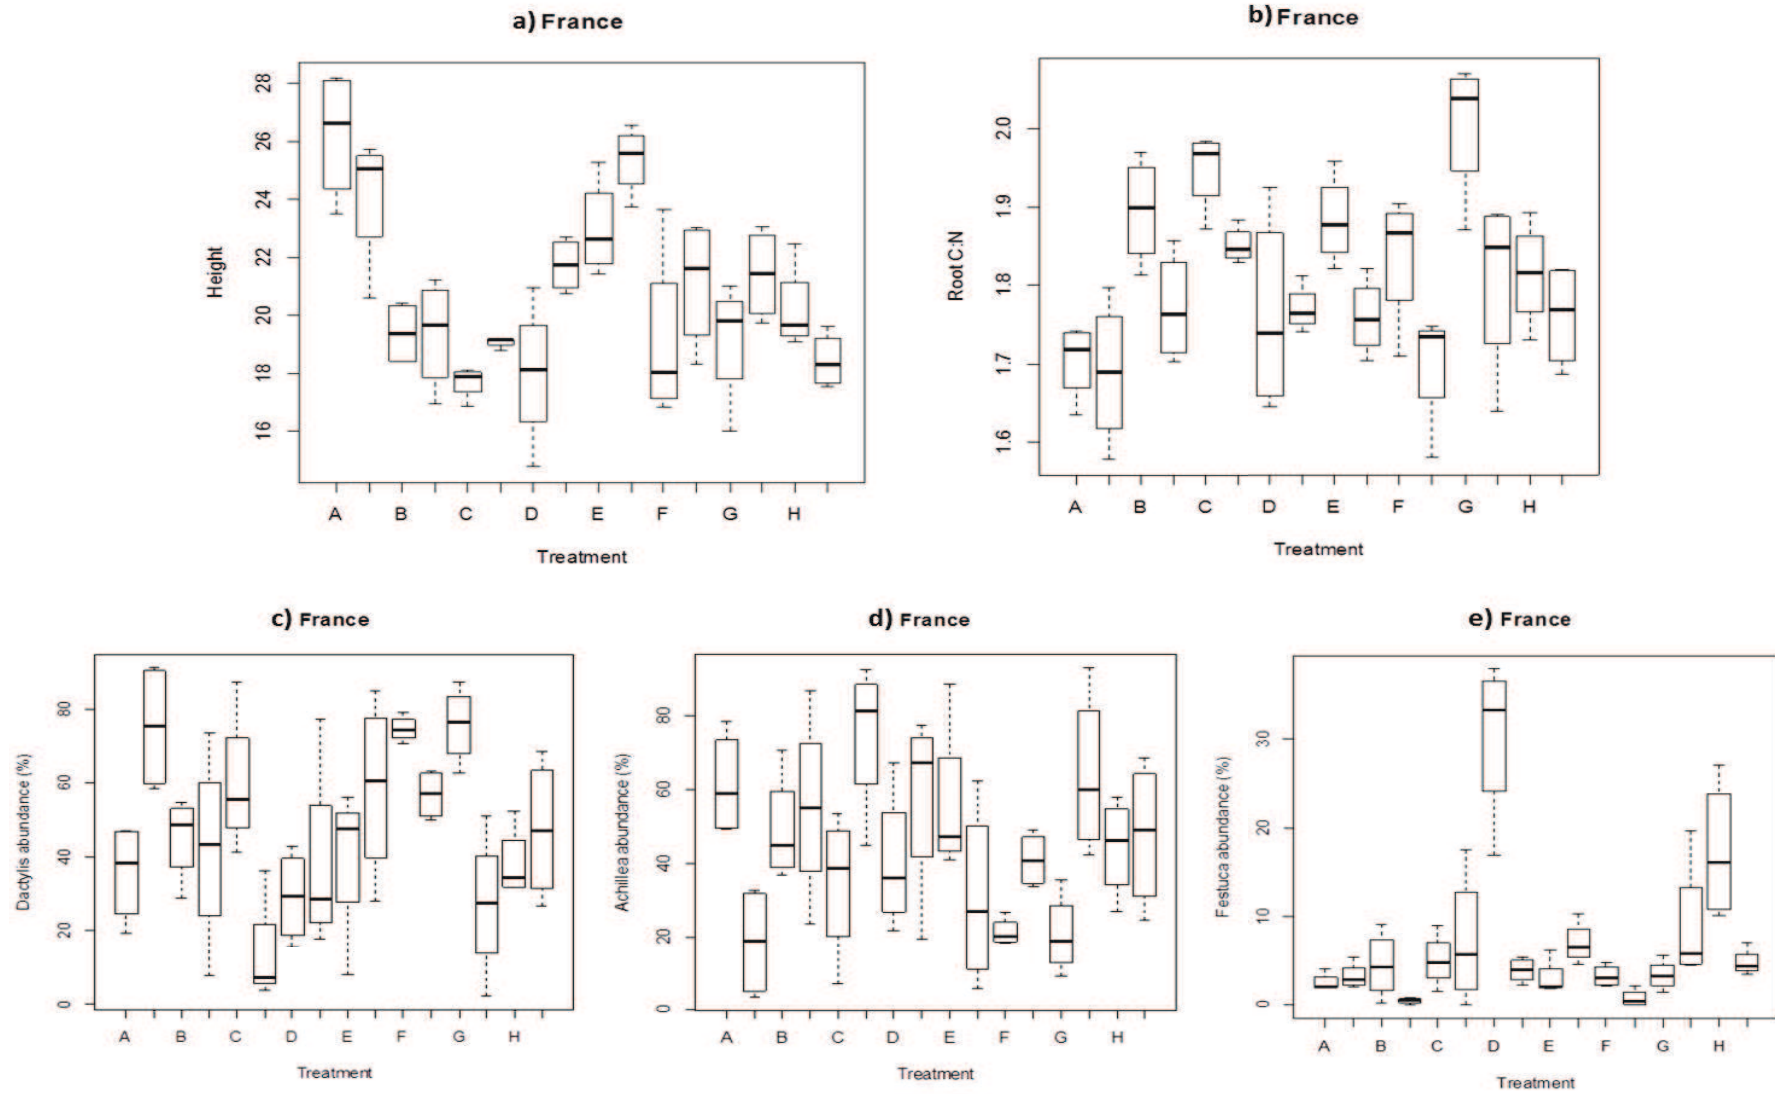 a) France
b) France
Height
28
26
24
22
20
18
16
A B C D E F G H
Treatment
Root C:N
2.0
1.9
1.8
1.7
1.6
A B C D E F G H
Treatment
c) France
d) France
e) France
Dactylis abundance (%)
80
60
40
20
0
A B C D E F G H
Treatment
Achillea abundance (%)
80
60
40
20
0
A B C D E F G H
Treatment
Festuca abundance (%)
30
20
10
0
A B C D E F G H
Treatment